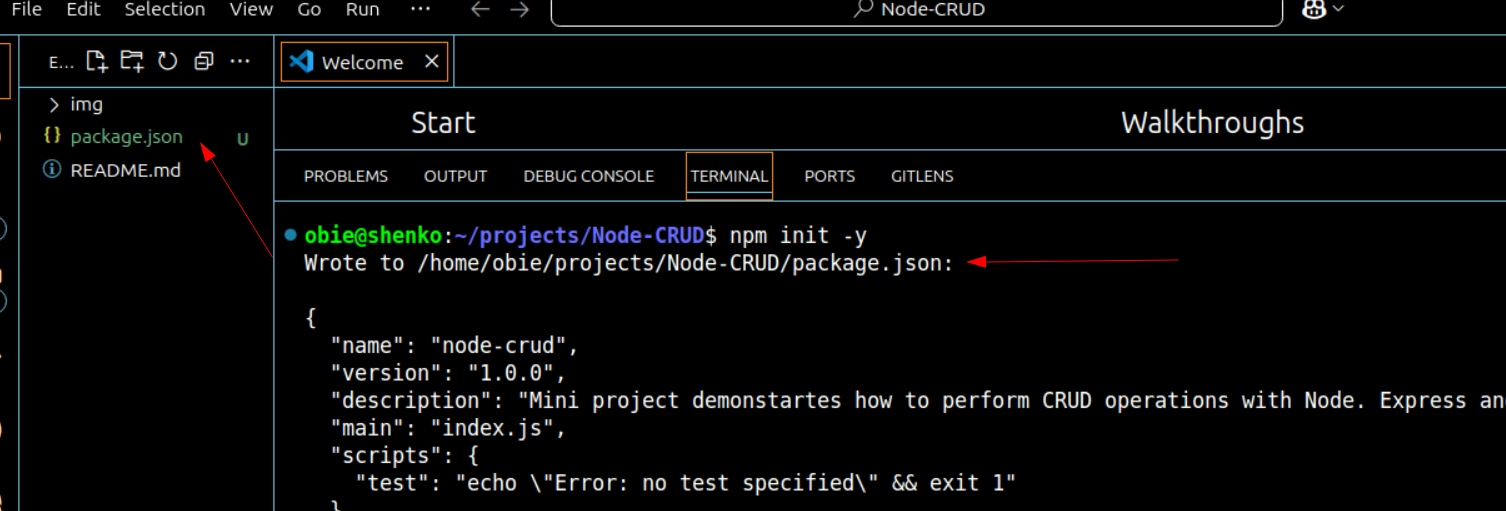 File Edit Selection View Go Run ··· ← → Node-CRUD
E... ···
Welcome ×
> img
{} package.json U
README.md
Start Walkthroughs
PROBLEMS OUTPUT DEBUG CONSOLE TERMINAL PORTS GITLENS
obie@shenko:~/projects/Node-CRUD$ npm init -y
Wrote to /home/obie/projects/Node-CRUD/package.json:
{
"name": "node-crud",
"version": "1.0.0",
"description": "Mini project demonstartes how to perform CRUD operations with Node. Express
"main": "index.js",
"scripts": {
"test": "echo \"Error: no test specified\" && exit 1"
}